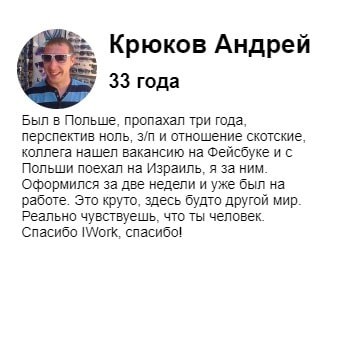 Крюков Андрей
33 года
Был в Польше, пропахал три года,
перспектив ноль, з/п и отношение скотские,
коллега нашел вакансию на Фейсбуке и с
Польши поехал на Израиль, я за ним.
Оформился за две недели и уже был на
работе. Это круто, здесь будто другой мир.
Реально чувствуешь, что ты человек.
Спасибо IWork, спасибо!